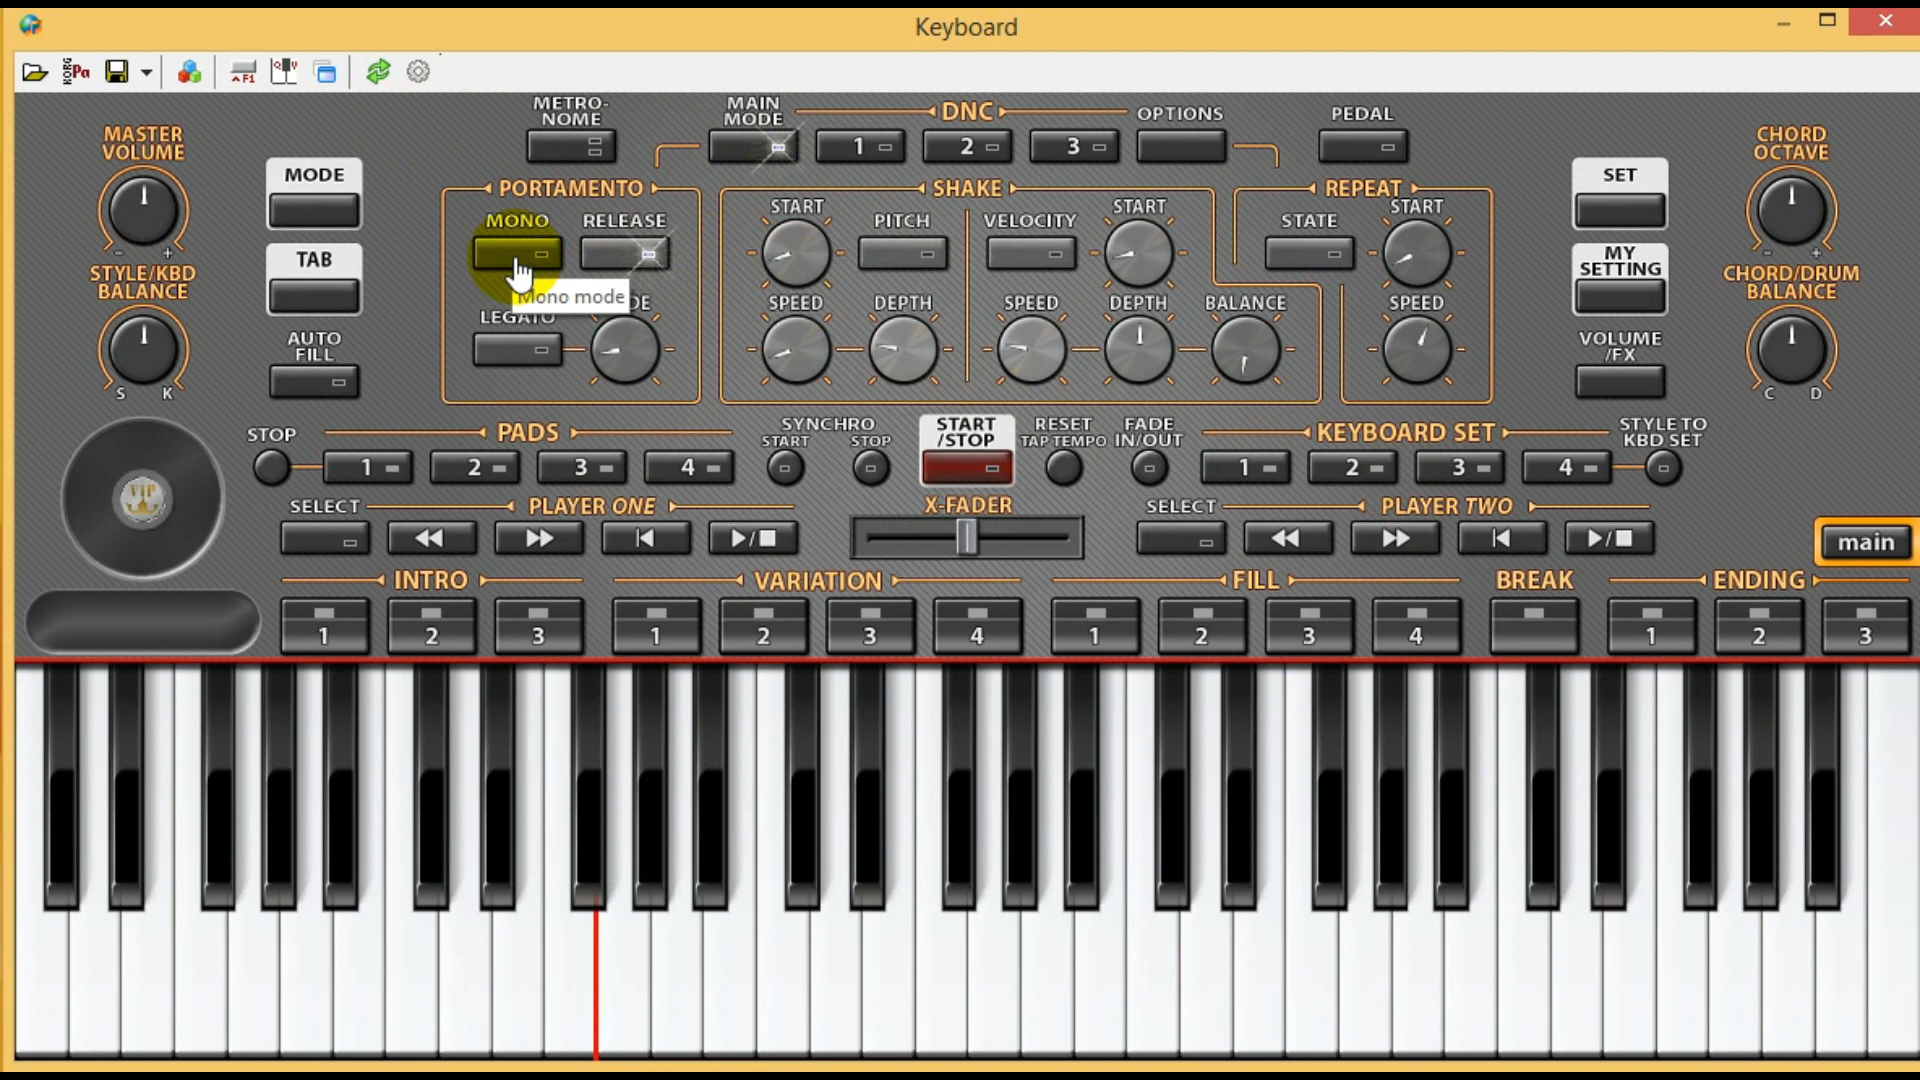 Keyboard
KORG Pa
F1
METRO-
NOME
MAIN
MODE
DNC
1 2 3
OPTIONS
PEDAL
MASTER
VOLUME
- +
STYLE/KBD
BALANCE
S K
MODE
TAB
AUTO
FILL
PORTAMENTO
MONO RELEASE
Mono mode
LEGATO
SHAKE
START PITCH VELOCITY START
SPEED DEPTH SPEED DEPTH BALANCE
REPEAT
STATE START
SPEED
SET
MY
SETTING
VOLUME
/FX
CHORD
OCTAVE
- +
CHORD/DRUM
BALANCE
C D
STOP PADS
1 2 3 4
SYNCHRO
START STOP
START
/STOP
RESET
TAP TEMPO
FADE
IN/OUT
KEYBOARD SET
1 2 3 4
STYLE TO
KBD SET
VIP
SELECT PLAYER ONE
X-FADER
SELECT PLAYER TWO
main
INTRO
1 2 3
VARIATION
1 2 3 4
FILL
1 2 3 4
BREAK
ENDING
1 2 3